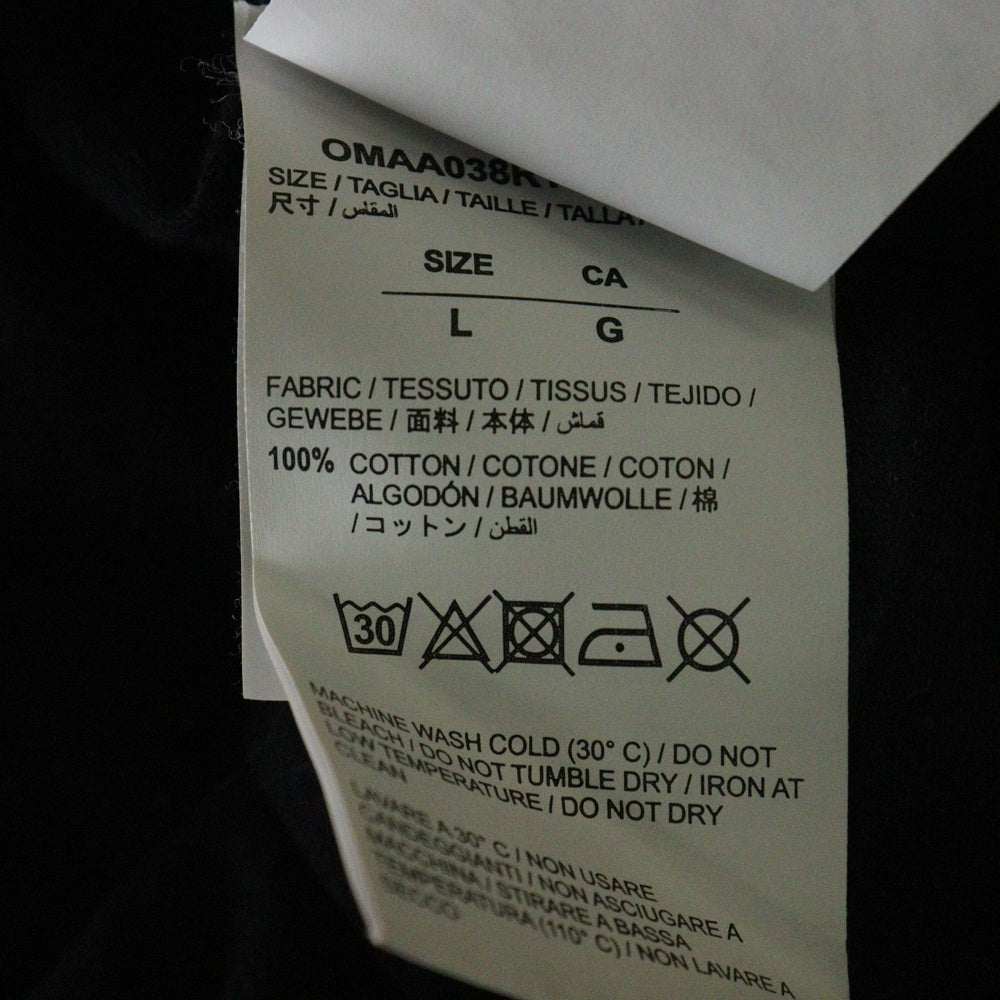 OMAA038R
SIZE / TAGLIA / TAILLE / TALLA /
尺寸 / المقاس
SIZE CA
L G
FABRIC / TESSUTO / TISSUS / TEJIDO /
GEWEBE / 面料 / 本体 / قماش
100% COTTON / COTONE / COTON /
ALGODÓN / BAUMWOLLE / 棉
/ コットン / القطن
30
MACHINE WASH COLD (30° C) / DO NOT
BLEACH / DO NOT TUMBLE DRY / IRON AT
LOW TEMPERATURE / DO NOT DRY
CLEAN
LAVARE A 30° C / NON USARE
CANDEGGIANTI / NON ASCIUGARE A
MACCHINA / STIRARE A BASSA
TEMPERATURA (110° C) / NON LAVARE A
SECCO